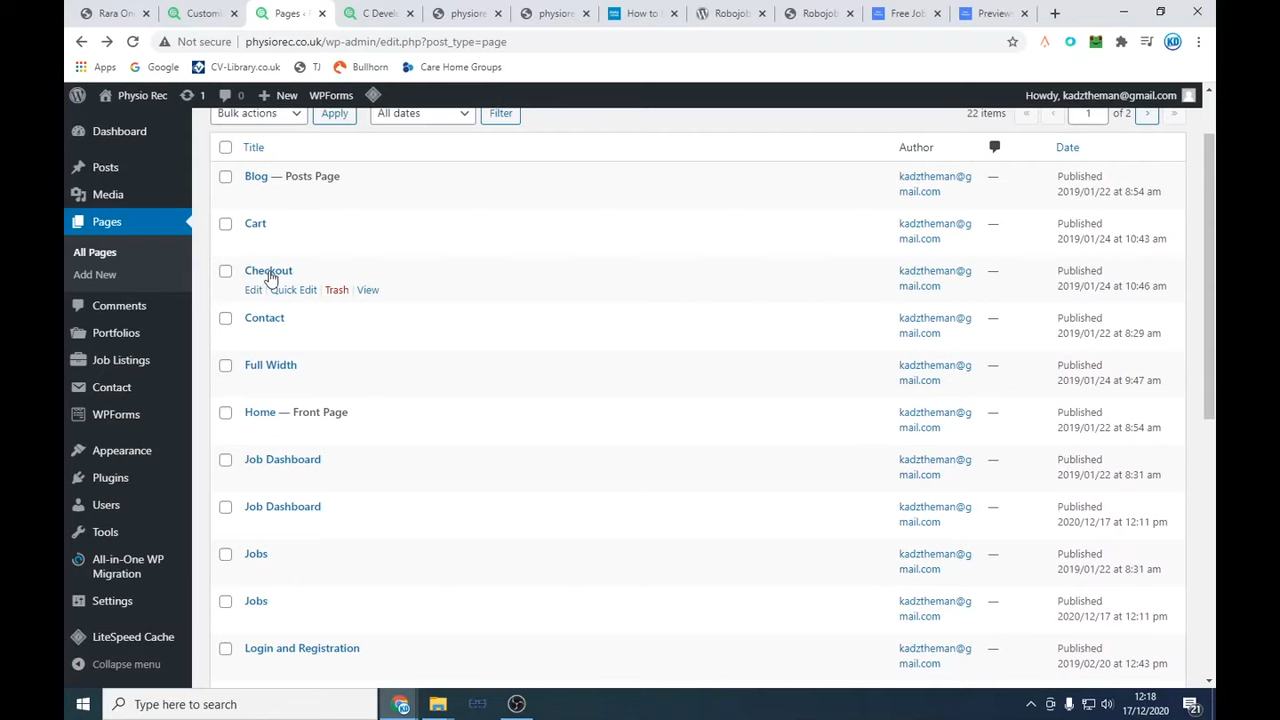 Rara On
Customi
Pages ‹
C Devel
physiore
physiore
How to I
Robojob
Robojob
Free Job
Preview
Not secure
physiorec.co.uk/wp-admin/edit.php?post_type=page
KD
Apps
Google
CV-Library.co.uk
TJ
Bullhorn
Care Home Groups
Physio Rec
1
0
New
WPForms
Howdy, kadztheman@gmail.com
Bulk actions
Apply
All dates
Filter
22 items
«
‹
1
of 2
›
»
Dashboard
Posts
Media
Pages
All Pages
Add New
Comments
Portfolios
Job Listings
Contact
WPForms
Appearance
Plugins
Users
Tools
All-in-One WP
Migration
Settings
LiteSpeed Cache
Collapse menu
Title
Author
Date
Blog — Posts Page
kadztheman@g
mail.com
—
Published
2019/01/22 at 8:54 am
Cart
kadztheman@g
mail.com
—
Published
2019/01/24 at 10:43 am
Checkout
Edit | Quick Edit | Trash | View
kadztheman@g
mail.com
—
Published
2019/01/24 at 10:46 am
Contact
kadztheman@g
mail.com
—
Published
2019/01/22 at 8:29 am
Full Width
kadztheman@g
mail.com
—
Published
2019/01/24 at 9:47 am
Home — Front Page
kadztheman@g
mail.com
—
Published
2019/01/22 at 8:54 am
Job Dashboard
kadztheman@g
mail.com
—
Published
2019/01/22 at 8:31 am
Job Dashboard
kadztheman@g
mail.com
—
Published
2020/12/17 at 12:11 pm
Jobs
kadztheman@g
mail.com
—
Published
2019/01/22 at 8:31 am
Jobs
kadztheman@g
mail.com
—
Published
2020/12/17 at 12:11 pm
Login and Registration
kadztheman@g
mail.com
—
Published
2019/02/20 at 12:43 pm
Type here to search
12:18
17/12/2020
21